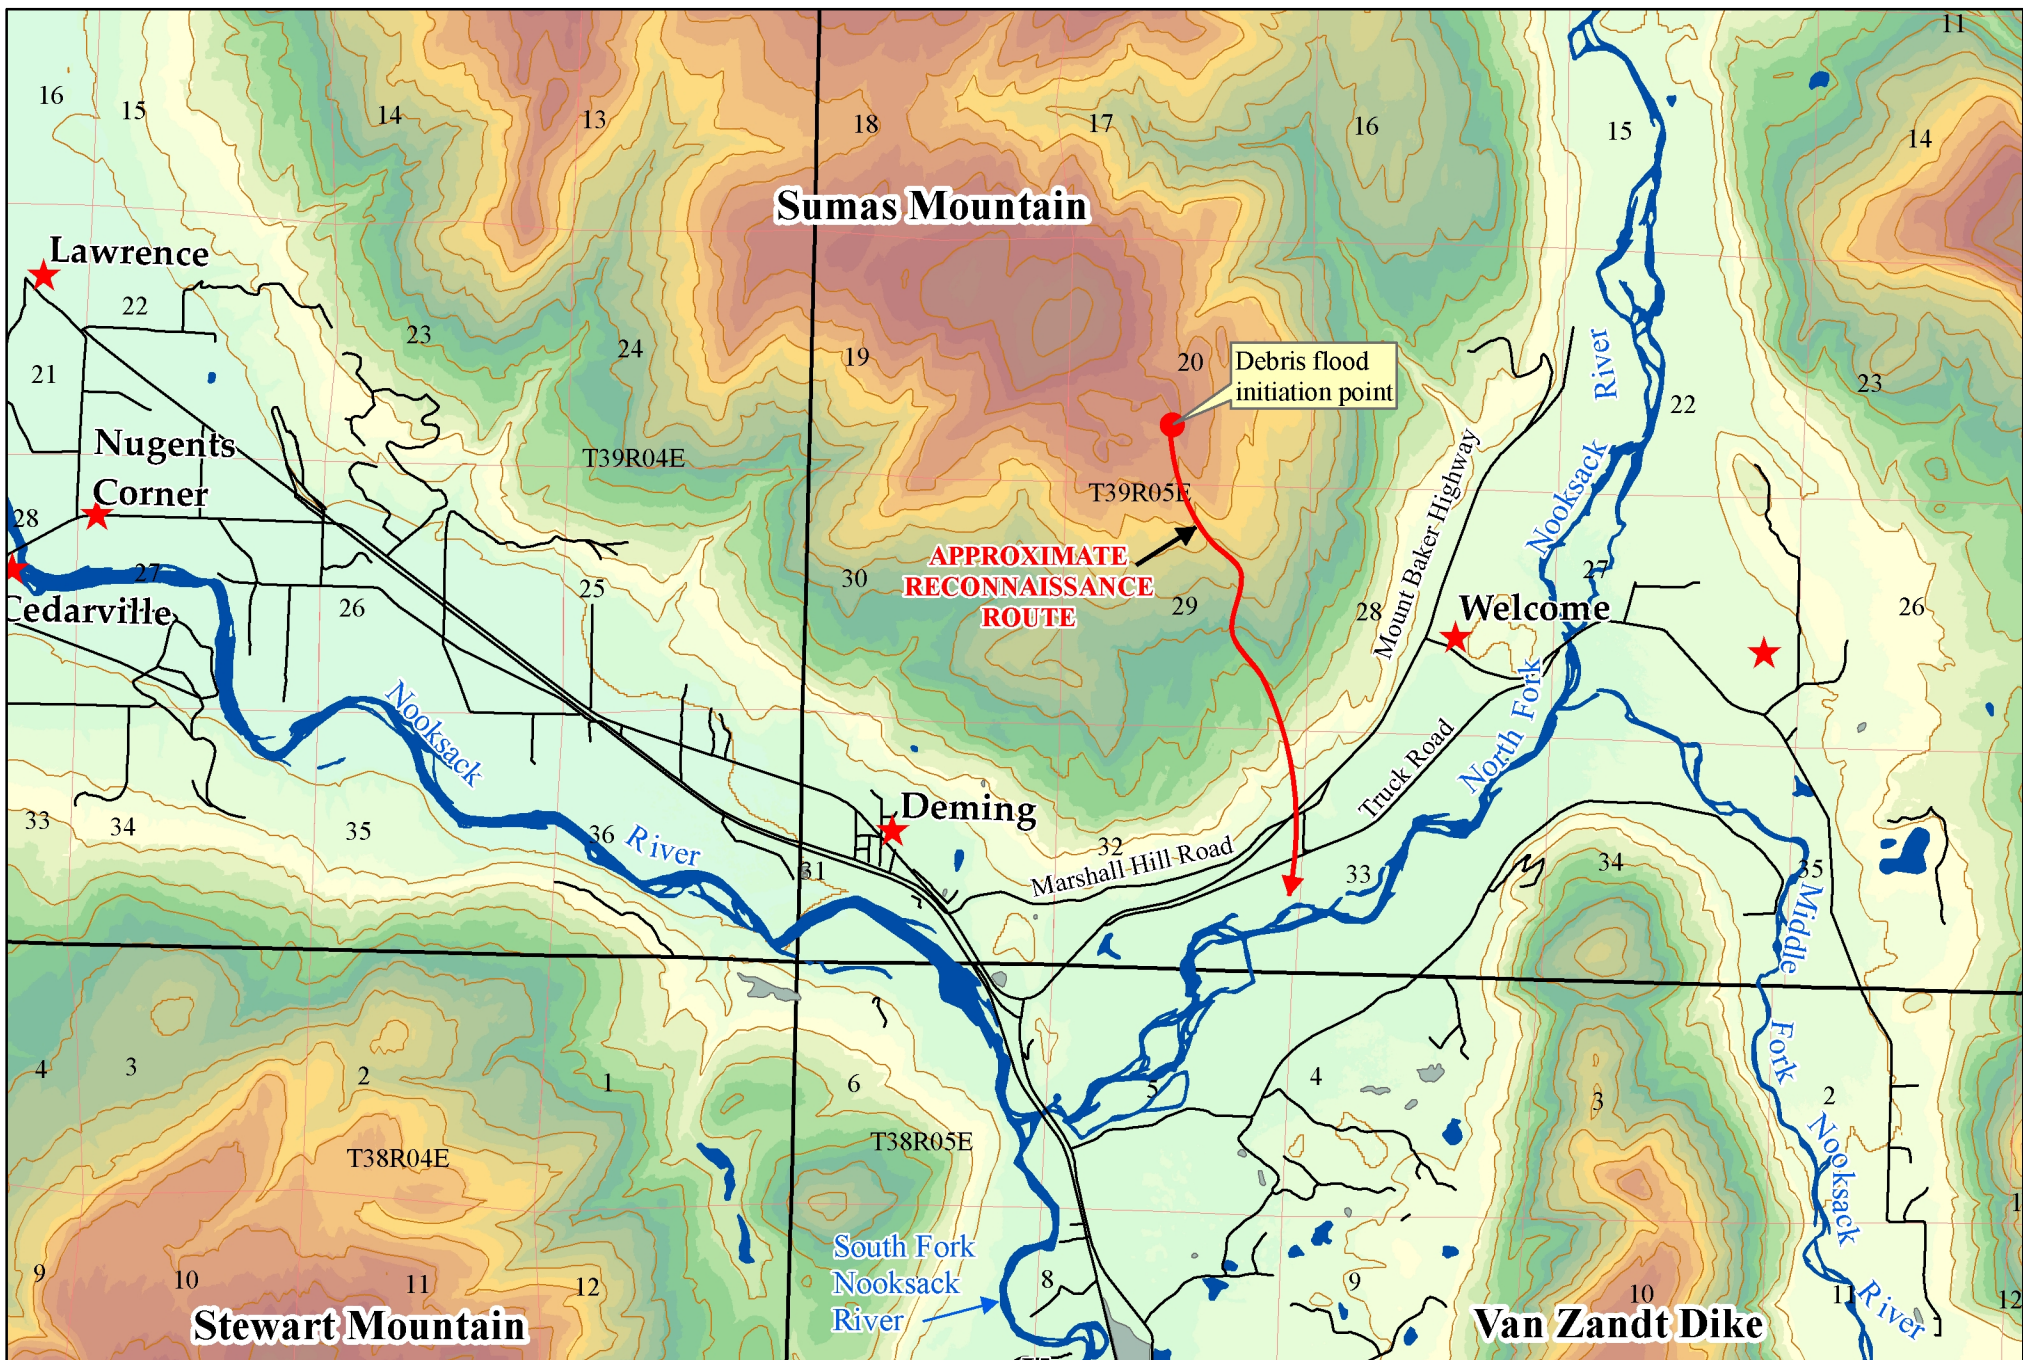 11
16
15
14
13
18
17
16
15
14
Sumas Mountain
Lawrence
22
23
24
19
20
Debris flood
initiation point
21
River
22
23
Nugents
Corner
T39R04E
T39R05E
Mount Baker Highway
Nooksack
28
27
26
25
30
APPROXIMATE
RECONNAISSANCE
ROUTE
29
28
27
26
Welcome
Cedarville
Nooksack
North Fork
Truck Road
33
34
35
36
River
Deming
31
32
Marshall Hill Road
33
34
35
Middle
Fork
Nooksack
River
4
3
2
1
6
5
4
3
2
T38R04E
T38R05E
1
South Fork
Nooksack
River
9
10
11
12
8
9
10
11
12
Stewart Mountain
Van Zandt Dike